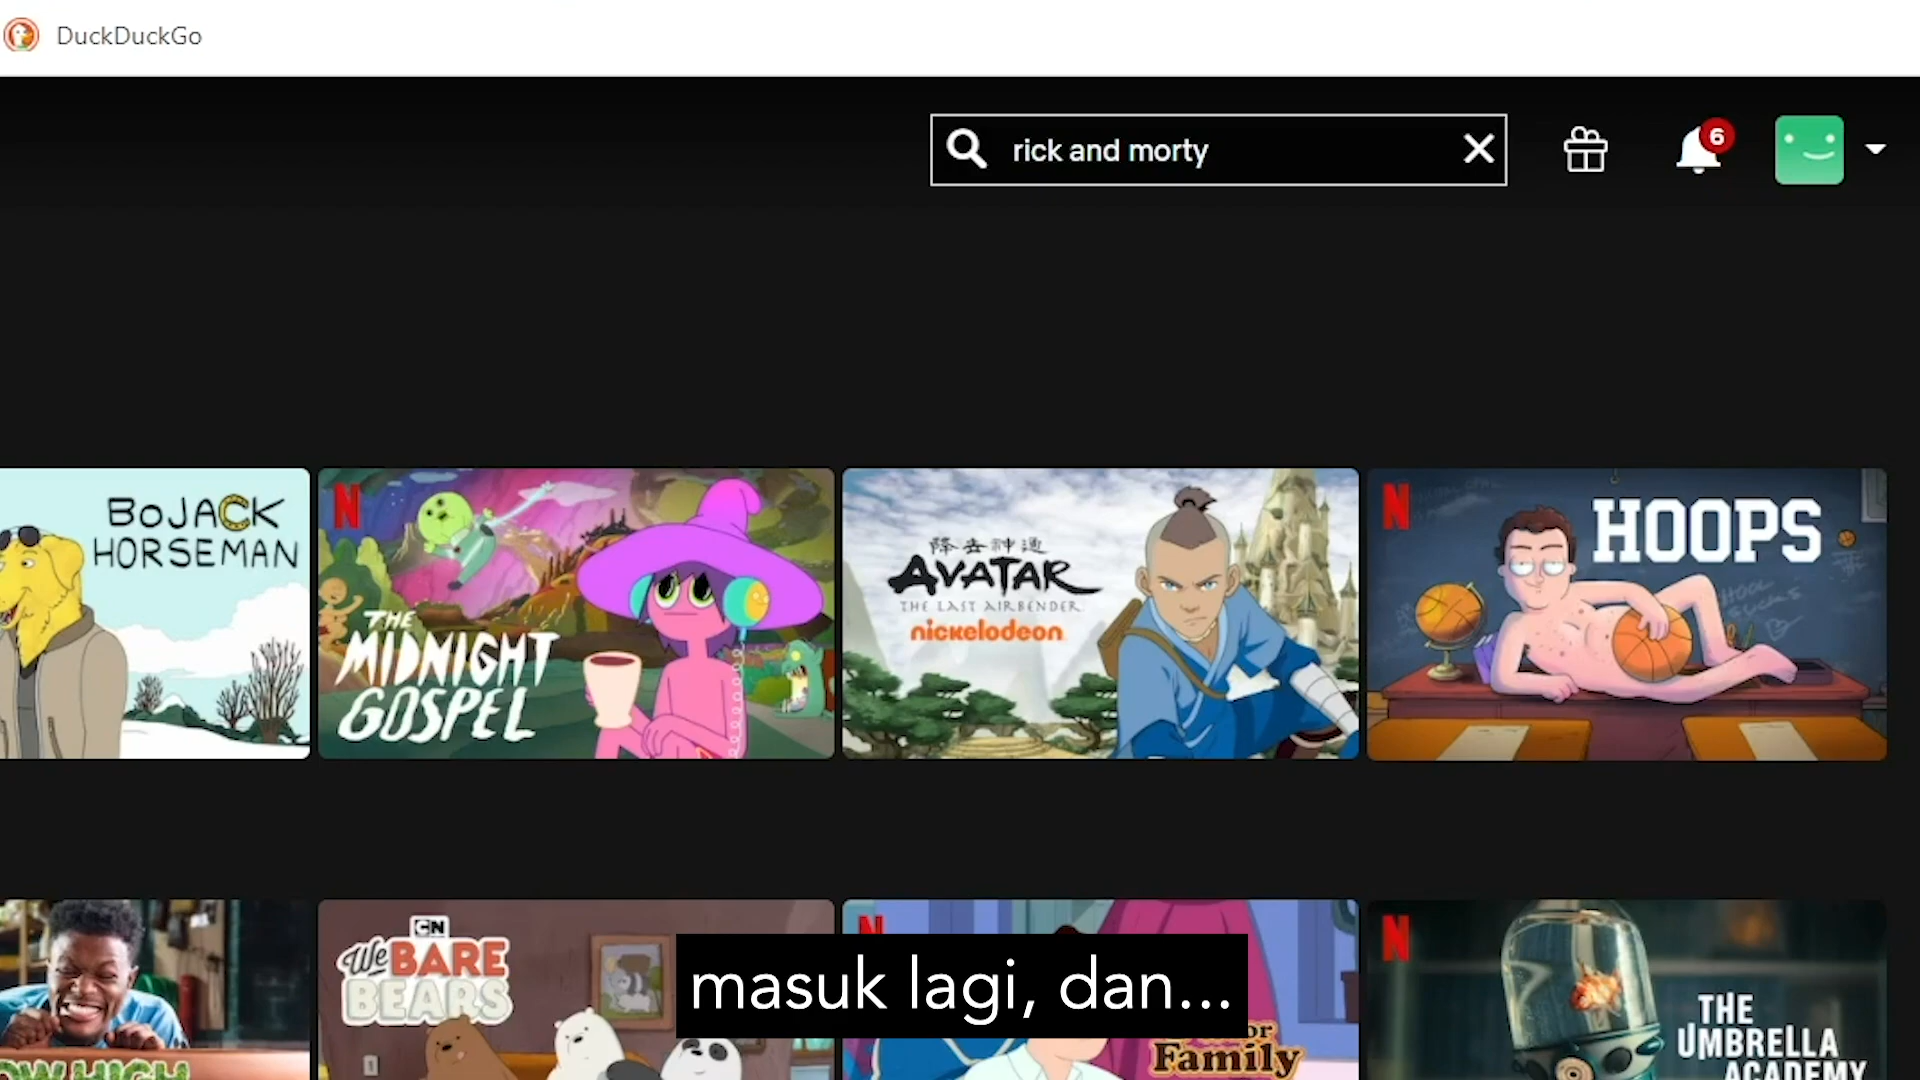 DuckDuckGo
rick and morty
6
BoJACK
HORSEMAN
N
THE
MIDNIGHT
GOSPEL
AVATAR
THE LAST AIRBENDER
nickelodeon
N
HOOPS
CN
We BARE
BEARS
N
Family
N
THE
UMBRELLA
ACADEMY
masuk lagi, dan...